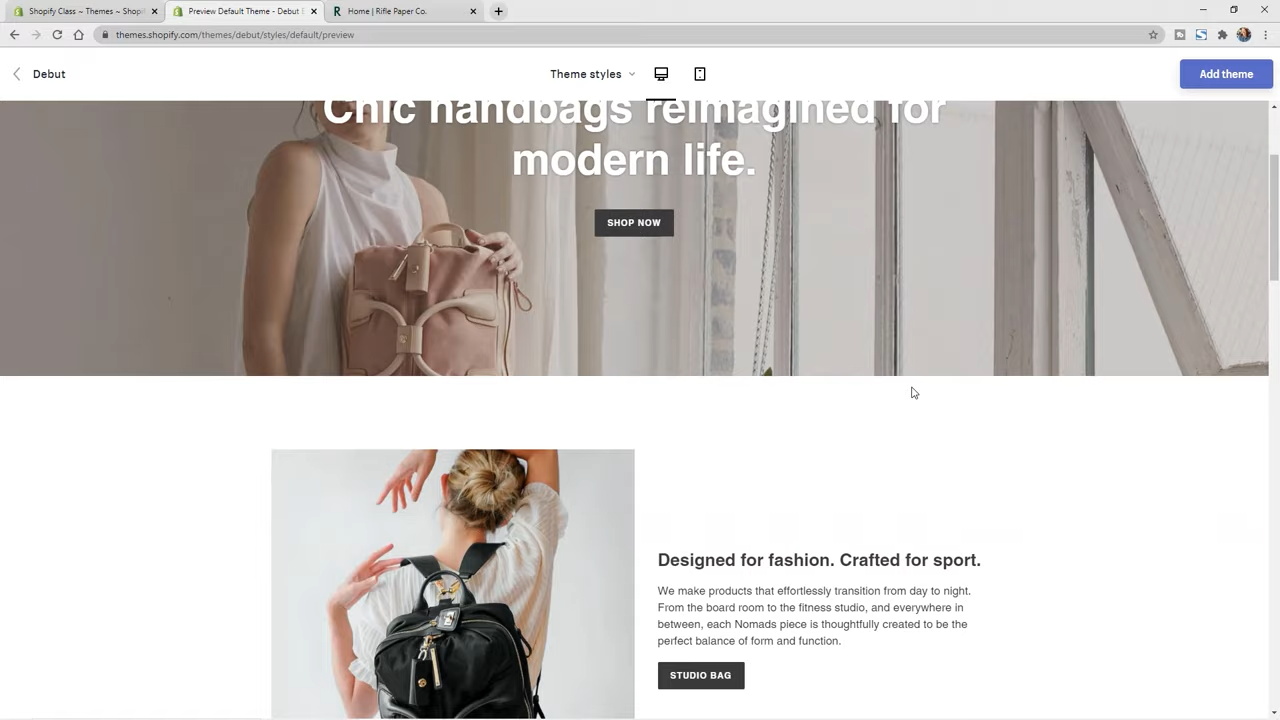 Shopify Class ~ Themes ~ Shopif
Preview Default Theme - Debut E
Home | Rifle Paper Co.
themes.shopify.com/themes/debut/styles/default/preview
Debut
Theme styles
Add theme
Chic handbags reimagined for
modern life.
SHOP NOW
Designed for fashion. Crafted for sport.
We make products that effortlessly transition from day to night.
From the board room to the fitness studio, and everywhere in
between, each Nomads piece is thoughtfully created to be the
perfect balance of form and function.
STUDIO BAG